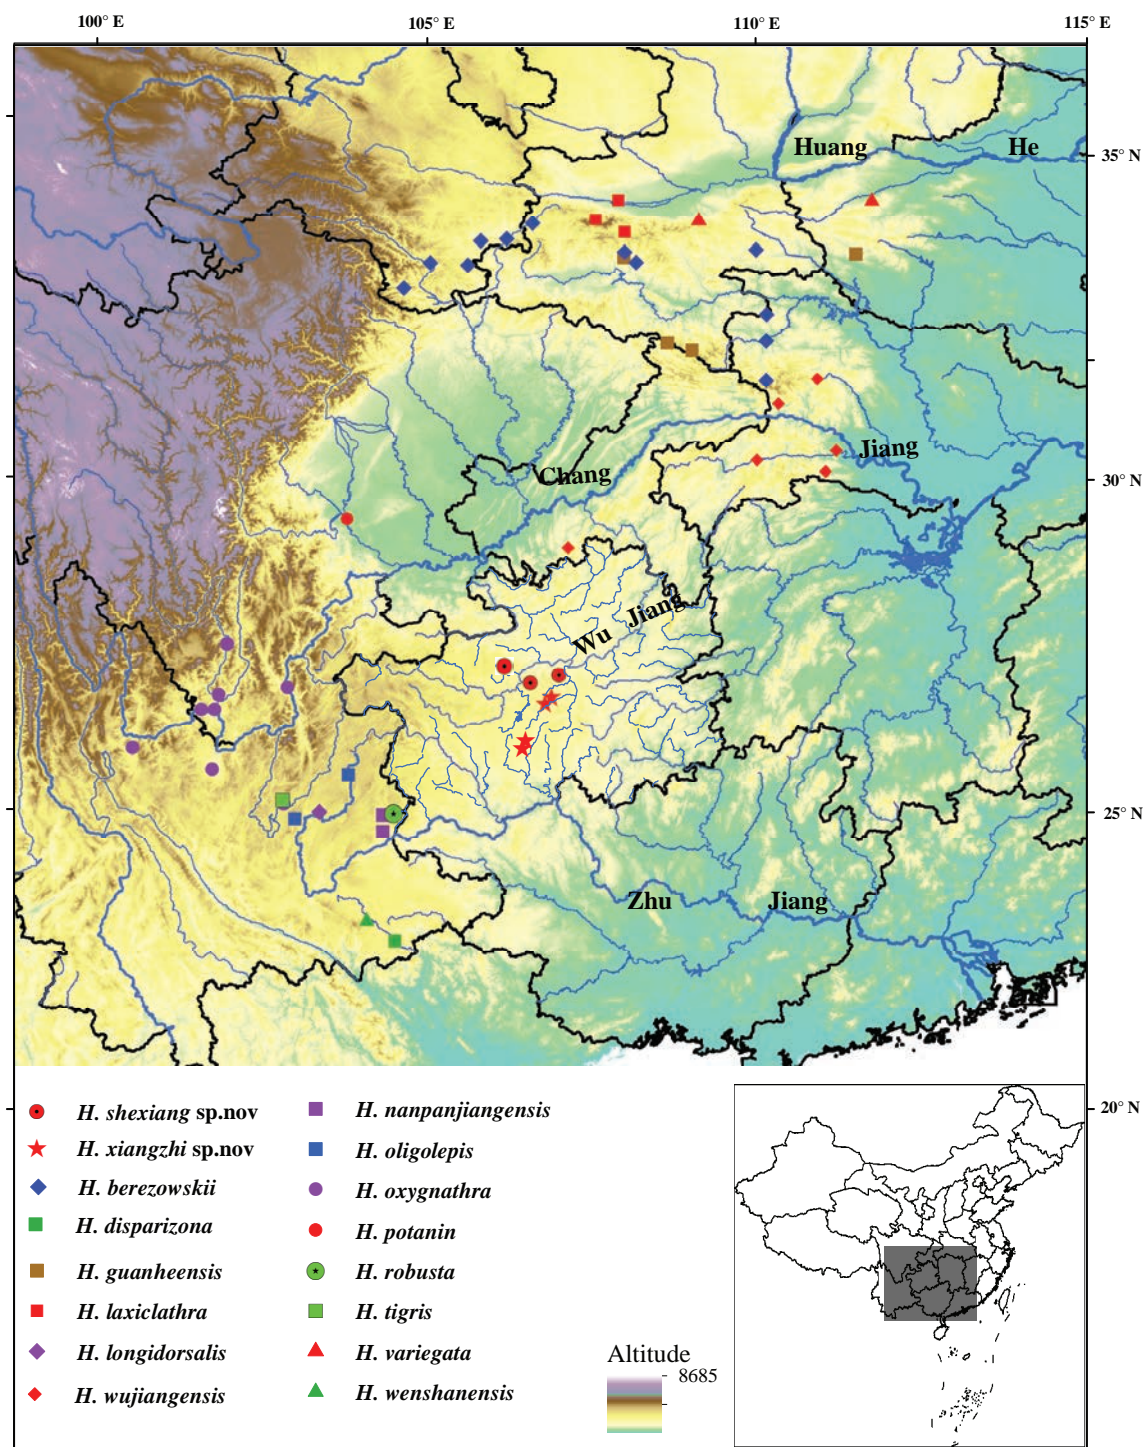 100° E 105° E 110° E 115° E
Huang He
35° N
Jiang
Chang
30° N
Wu Jiang
25° N
Zhu Jiang
20° N
H. shexiang sp.nov
H. xiangzhi sp.nov
H. berezowskii
H. disparizona
H. guanheensis
H. laxiclathra
H. longidorsalis
H. wujiangensis
H. nanpanjiangensis
H. oligolepis
H. oxygnathra
H. potanin
H. robusta
H. tigris
H. variegata
H. wenshanensis
Altitude
8685